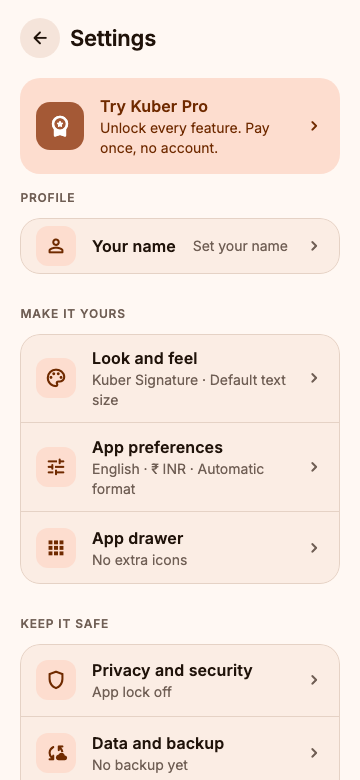 Settings
Try Kuber Pro
Unlock every feature. Pay
once, no account.
PROFILE
Your name Set your name
MAKE IT YOURS
Look and feel
Kuber Signature · Default text
size
App preferences
English · ₹ INR · Automatic
format
App drawer
No extra icons
KEEP IT SAFE
Privacy and security
App lock off
Data and backup
No backup yet